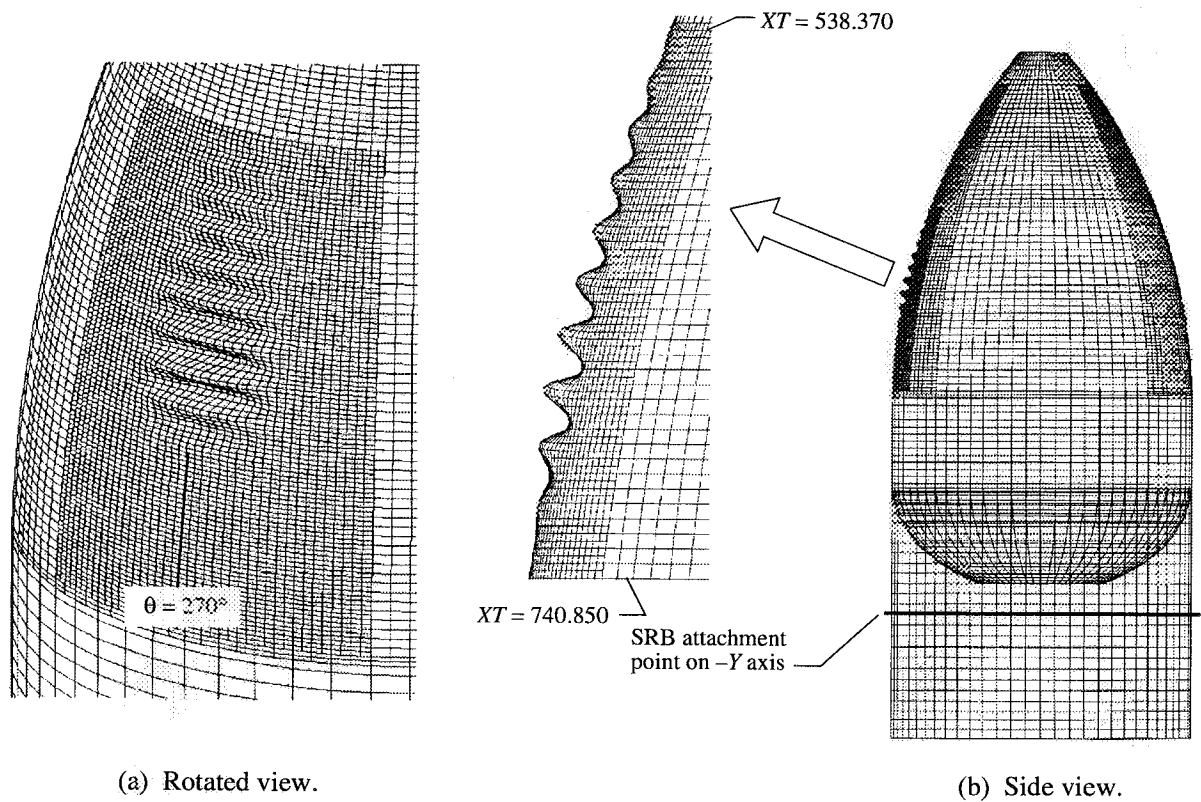 XT = 538.370
θ = 270°
XT = 740.850
SRB attachment
point on –Y axis
(a) Rotated view.
(b) Side view.